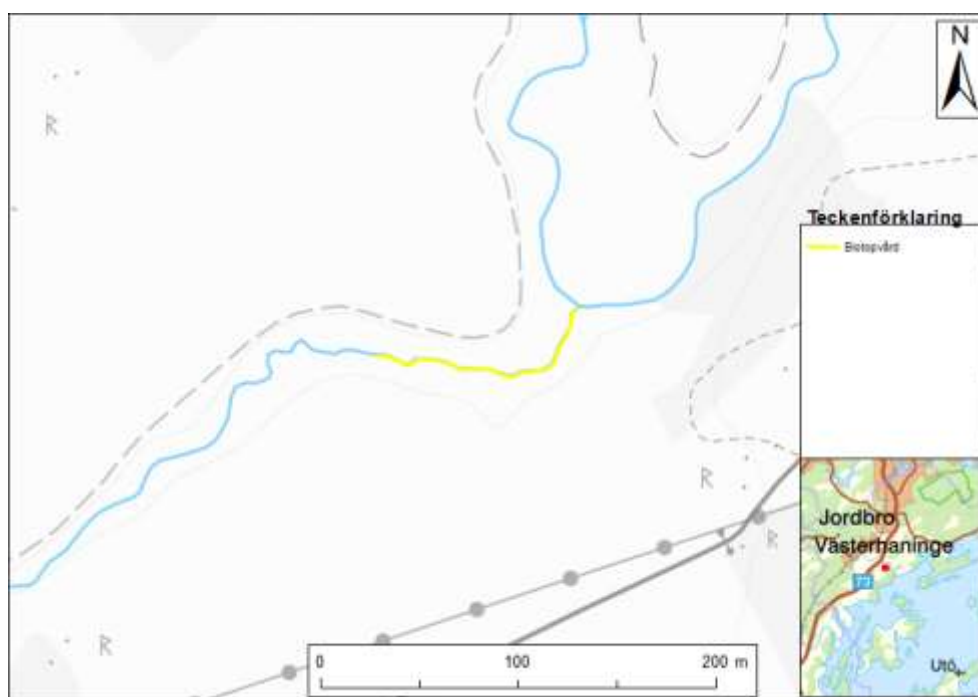 N
R
Teckenförklaring
Biotopvård
R
R
R
Jordbro
Västerhaninge
73
Utö
0 100 200 m